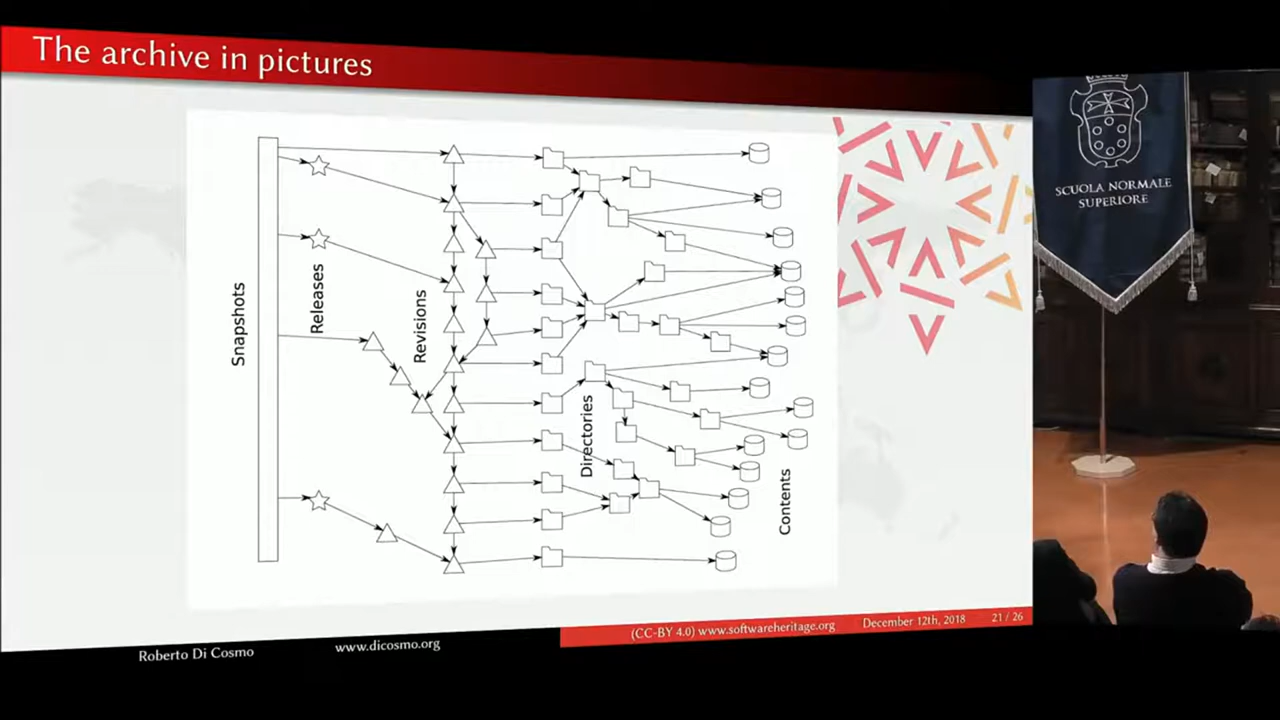 The archive in pictures
Snapshots
Releases
Revisions
Directories
Contents
SCUOLA NORMALE
SUPERIORE
Roberto Di Cosmo
www.dicosmo.org
(CC-BY 4.0) www.softwareheritage.org
December 12th, 2018
21 / 26